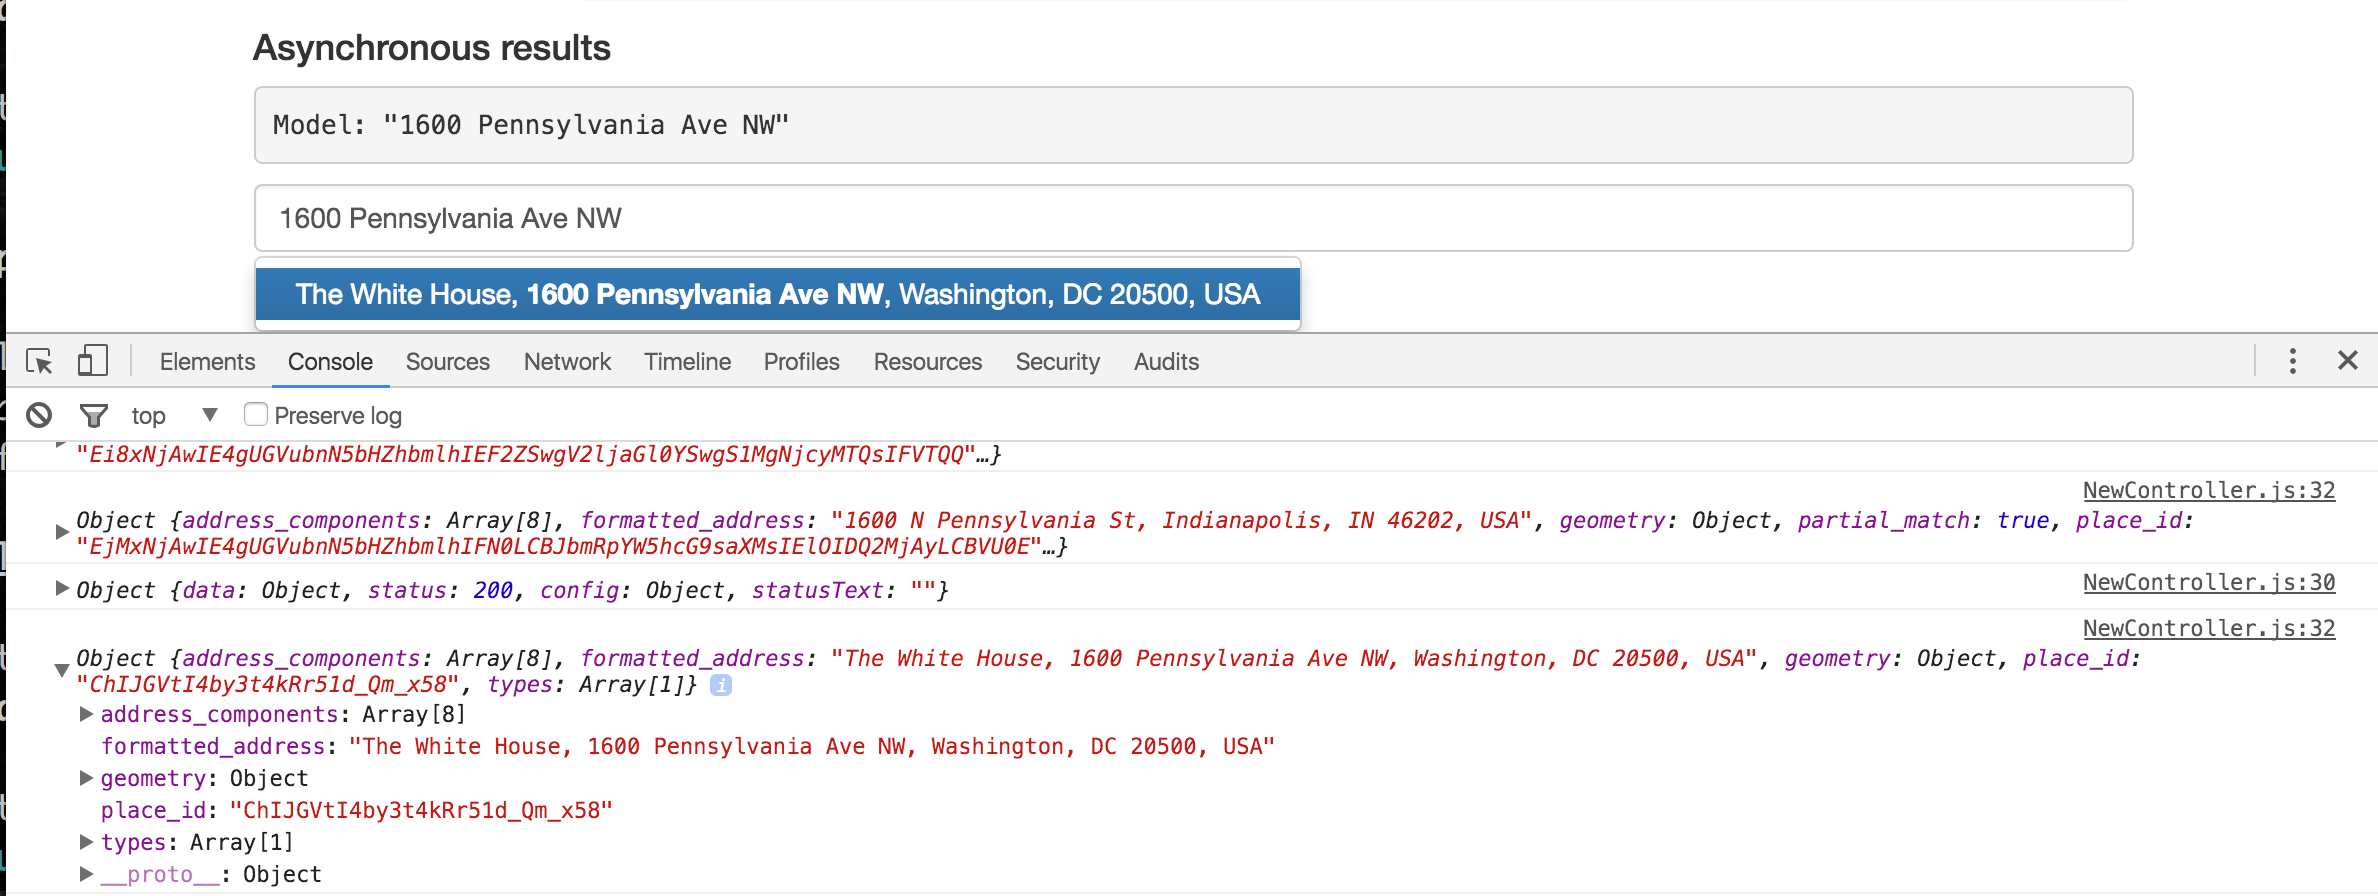 Asynchronous results
Model: "1600 Pennsylvania Ave NW"
1600 Pennsylvania Ave NW
The White House, 1600 Pennsylvania Ave NW, Washington, DC 20500, USA
Elements Console Sources Network Timeline Profiles Resources Security Audits
top Preserve log
"Ei8xNjAwIE4gUGVubnN5bHZhbmlhIEF2ZSwgV2ljaGl0YSwgS1MgNjcyMTQsIFVTQQ"…}
NewController.js:32
Object {address_components: Array[8], formatted_address: "1600 N Pennsylvania St, Indianapolis, IN 46202, USA", geometry: Object, partial_match: true, place_id:
"EjMxNjAwIE4gUGVubnN5bHZhbmlhIFN0LCBJbmRpYW5hcG9saXMsIElOIDQ2MjAyLCBVU0E"…}
NewController.js:30
Object {data: Object, status: 200, config: Object, statusText: ""}
NewController.js:32
Object {address_components: Array[8], formatted_address: "The White House, 1600 Pennsylvania Ave NW, Washington, DC 20500, USA", geometry: Object, place_id:
"ChIJGVtI4by3t4kRr51d_Qm_x58", types: Array[1]} i
address_components: Array[8]
formatted_address: "The White House, 1600 Pennsylvania Ave NW, Washington, DC 20500, USA"
geometry: Object
place_id: "ChIJGVtI4by3t4kRr51d_Qm_x58"
types: Array[1]
__proto__: Object